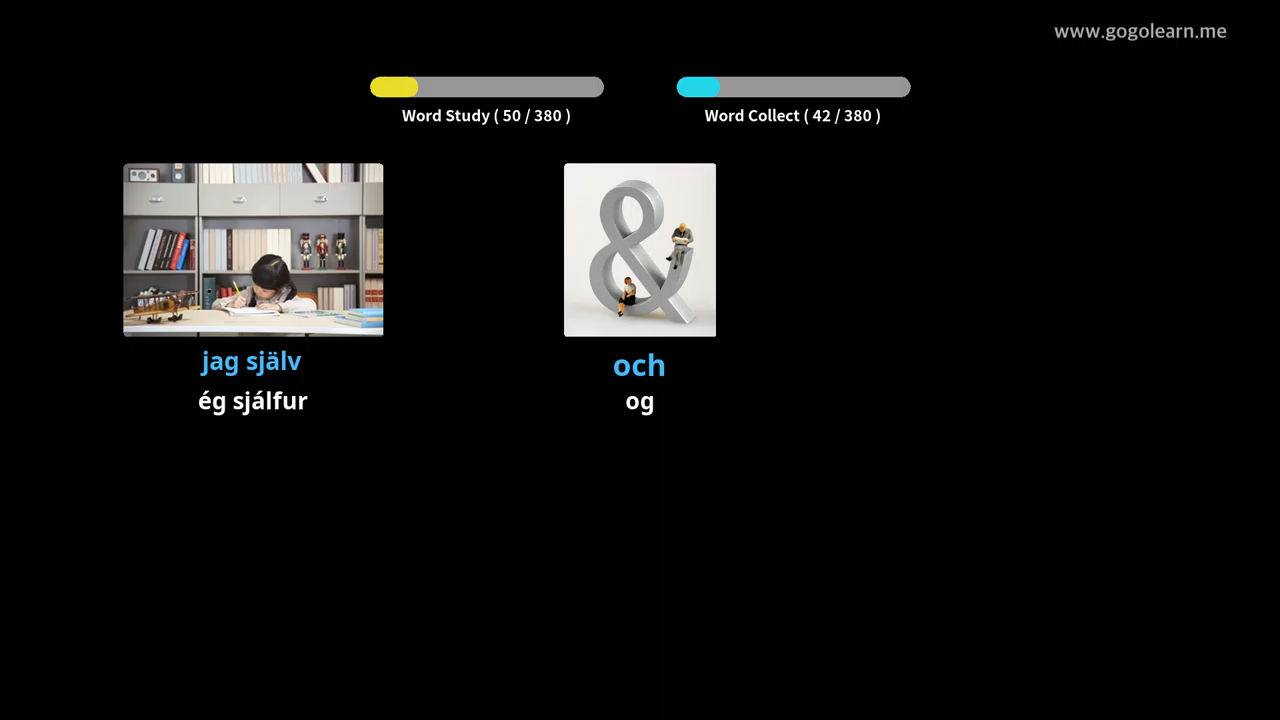 www.gogolearn.me
Word Study ( 50 / 380 )
Word Collect ( 42 / 380 )
jag själv
ég sjálfur
och
og